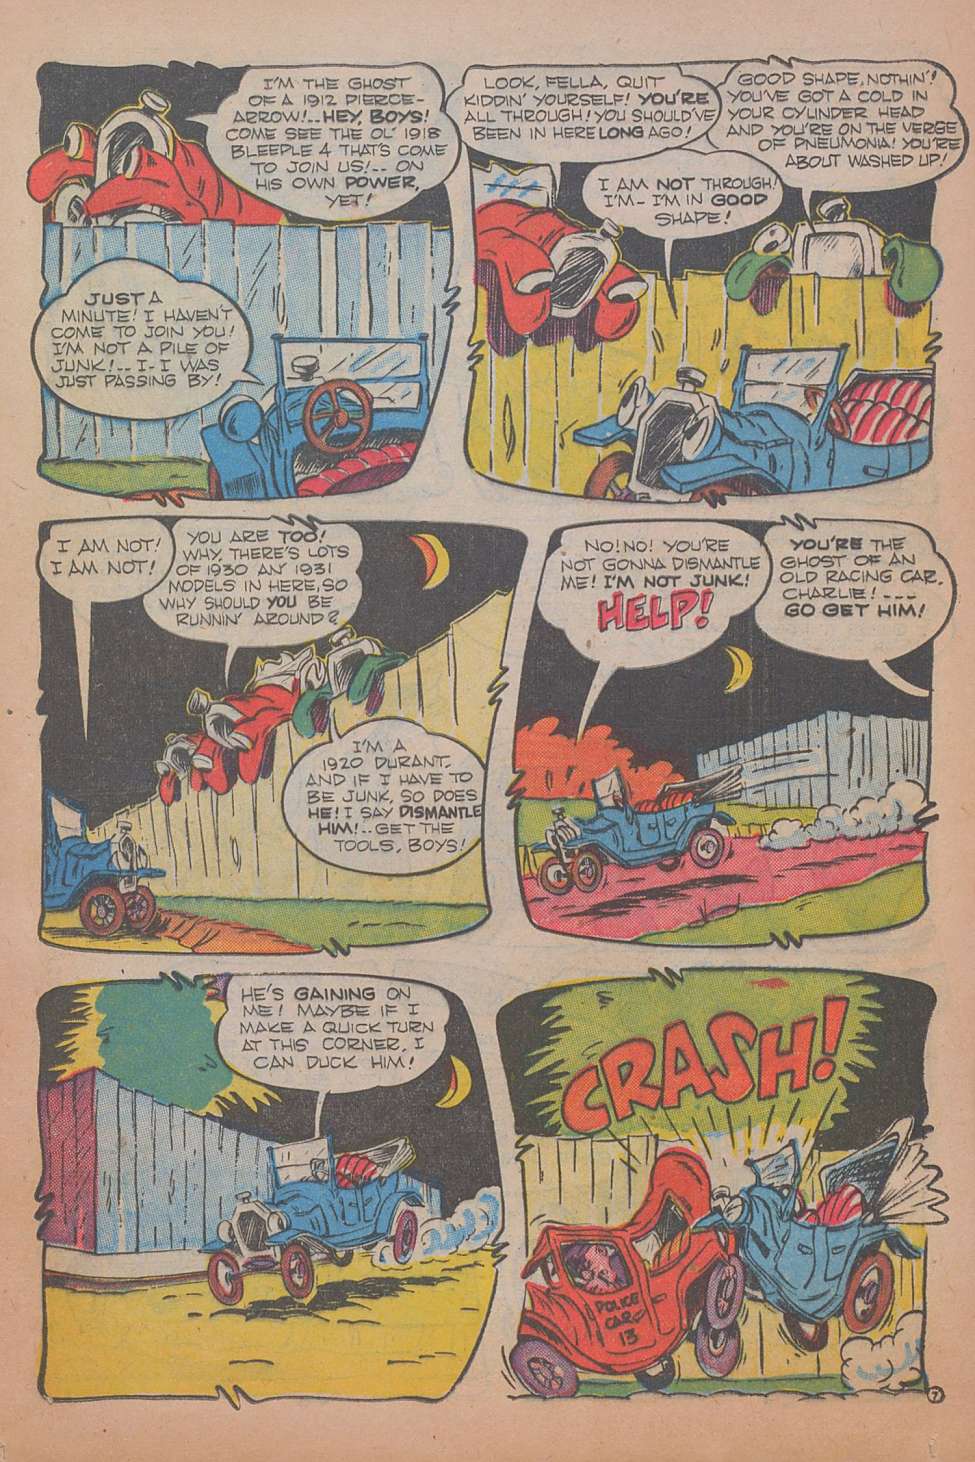 I'M THE GHOST
OF A 1912 PIERCE-
ARROW!..HEY, BOYS!
COME SEE THE OL' 1918
BLEEPLE 4 THAT'S COME
TO JOIN US!-- ON
HIS OWN POWER,
YET!
JUST A
MINUTE! I HAVEN'T
COME TO JOIN YOU!
I'M NOT A PILE OF
JUNK!-- I-I WAS
JUST PASSING BY!
LOOK, FELLA, QUIT
KIDDIN' YOURSELF! YOU'RE
ALL THROUGH! YOU SHOULD'VE
BEEN IN HERE LONG AGO!
I AM NOT THROUGH!
I'M- I'M IN GOOD
SHAPE!
GOOD SHAPE, NOTHIN'!
YOU'VE GOT A COLD IN
YOUR CYLINDER HEAD
AND YOU'RE ON THE VERGE
OF PNEUMONIA! YOU'RE
ABOUT WASHED UP!
I AM NOT!
I AM NOT!
YOU ARE TOO!
WHY, THERE'S LOTS
OF 1930 AN' 1931
MODELS IN HERE, SO
WHY SHOULD YOU BE
RUNNIN' AROUND?
I'M A
1920 DURANT.
AND IF I HAVE TO
BE JUNK, SO DOES
HE! I SAY DISMANTLE
HIM!..GET THE
TOOLS, BOYS!
NO! NO! YOU'RE
NOT GONNA DISMANTLE
ME! I'M NOT JUNK!
HELP!
YOU'RE THE
GHOST OF AN
OLD RACING CAR,
CHARLIE! ---
GO GET HIM!
HE'S GAINING ON
ME! MAYBE IF I
MAKE A QUICK TURN
AT THIS CORNER, I
CAN DUCK HIM!
CRASH!
POLICE
CAR
13
7